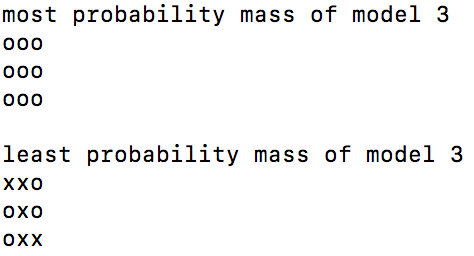 most probability mass of model 3
ooo
ooo
ooo

least probability mass of model 3
xxo
oxo
oxx